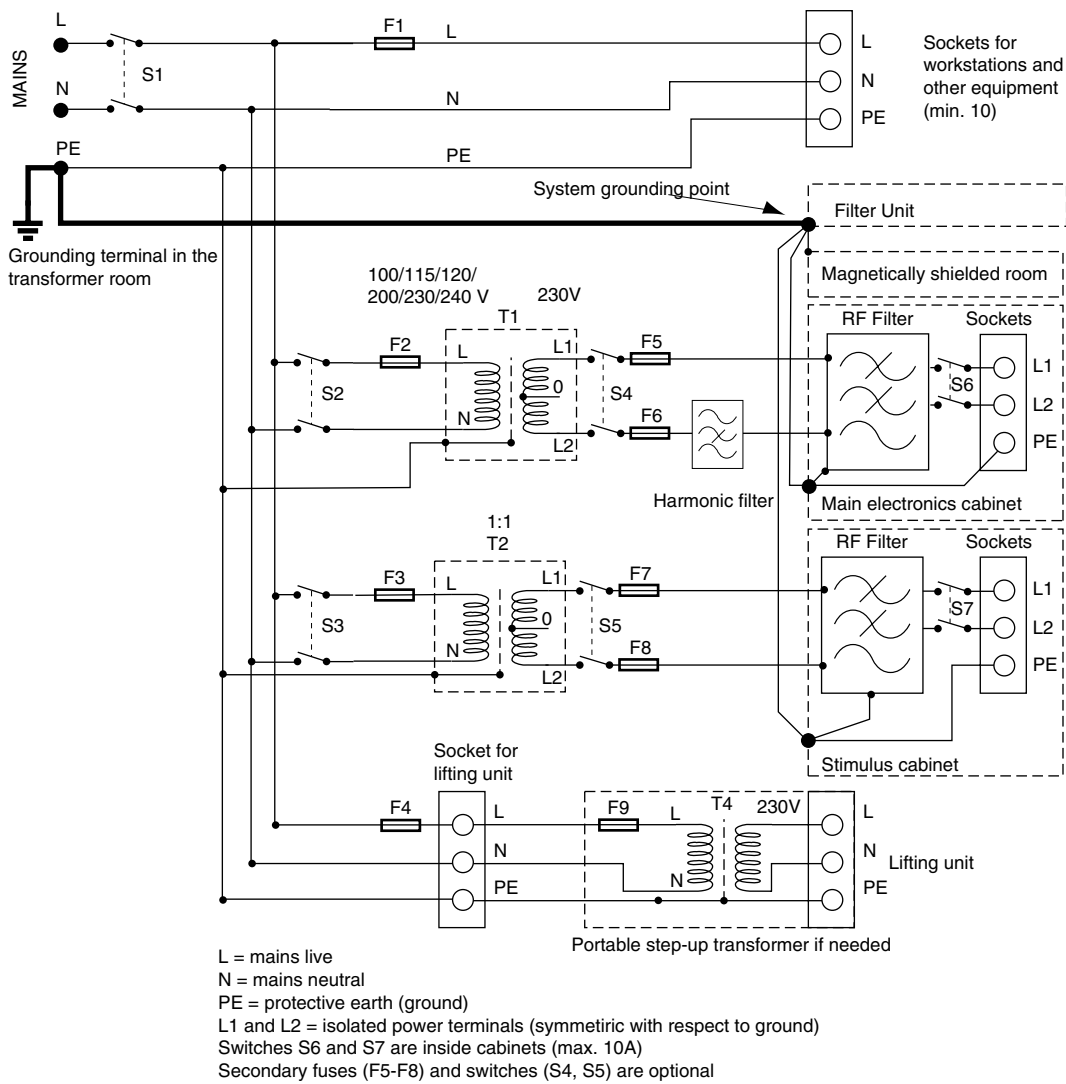 L
F1
L
L
Sockets for
workstations and
other equipment
(min. 10)
MAINS
S1
N
N
N
PE
PE
PE
System grounding point
Filter Unit
Grounding terminal in the
transformer room
Magnetically shielded room
100/115/120/
200/230/240 V
230V
T1
RF Filter
Sockets
F2
L
L1
F5
L1
S2
0
S4
S6
L2
N
L2
F6
PE
Harmonic filter
Main electronics cabinet
1:1
T2
RF Filter
Sockets
F3
L
L1
F7
L1
S3
0
S5
S7
L2
N
L2
F8
PE
Stimulus cabinet
Socket for
lifting unit
F4
L
F9
L
T4
230V
L
N
N
Lifting unit
PE
N
PE
Portable step-up transformer if needed
L = mains live
N = mains neutral
PE = protective earth (ground)
L1 and L2 = isolated power terminals (symmetiric with respect to ground)
Switches S6 and S7 are inside cabinets (max. 10A)
Secondary fuses (F5-F8) and switches (S4, S5) are optional